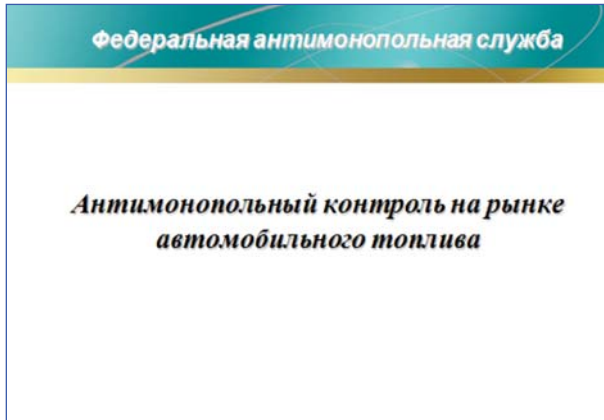 Федеральная антимонопольная служба
Антимонопольный контроль на рынке
автомобильного топлива